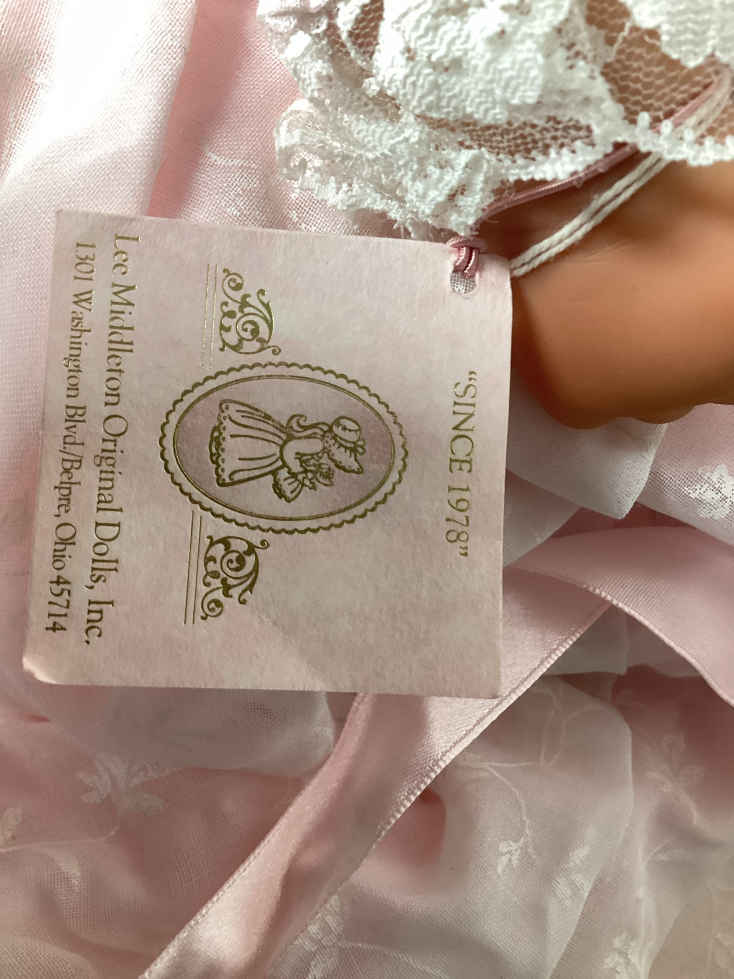 "SINCE 1978"
Lee Middleton Original Dolls, Inc.
1301 Washington Blvd./Belpre, Ohio 45714